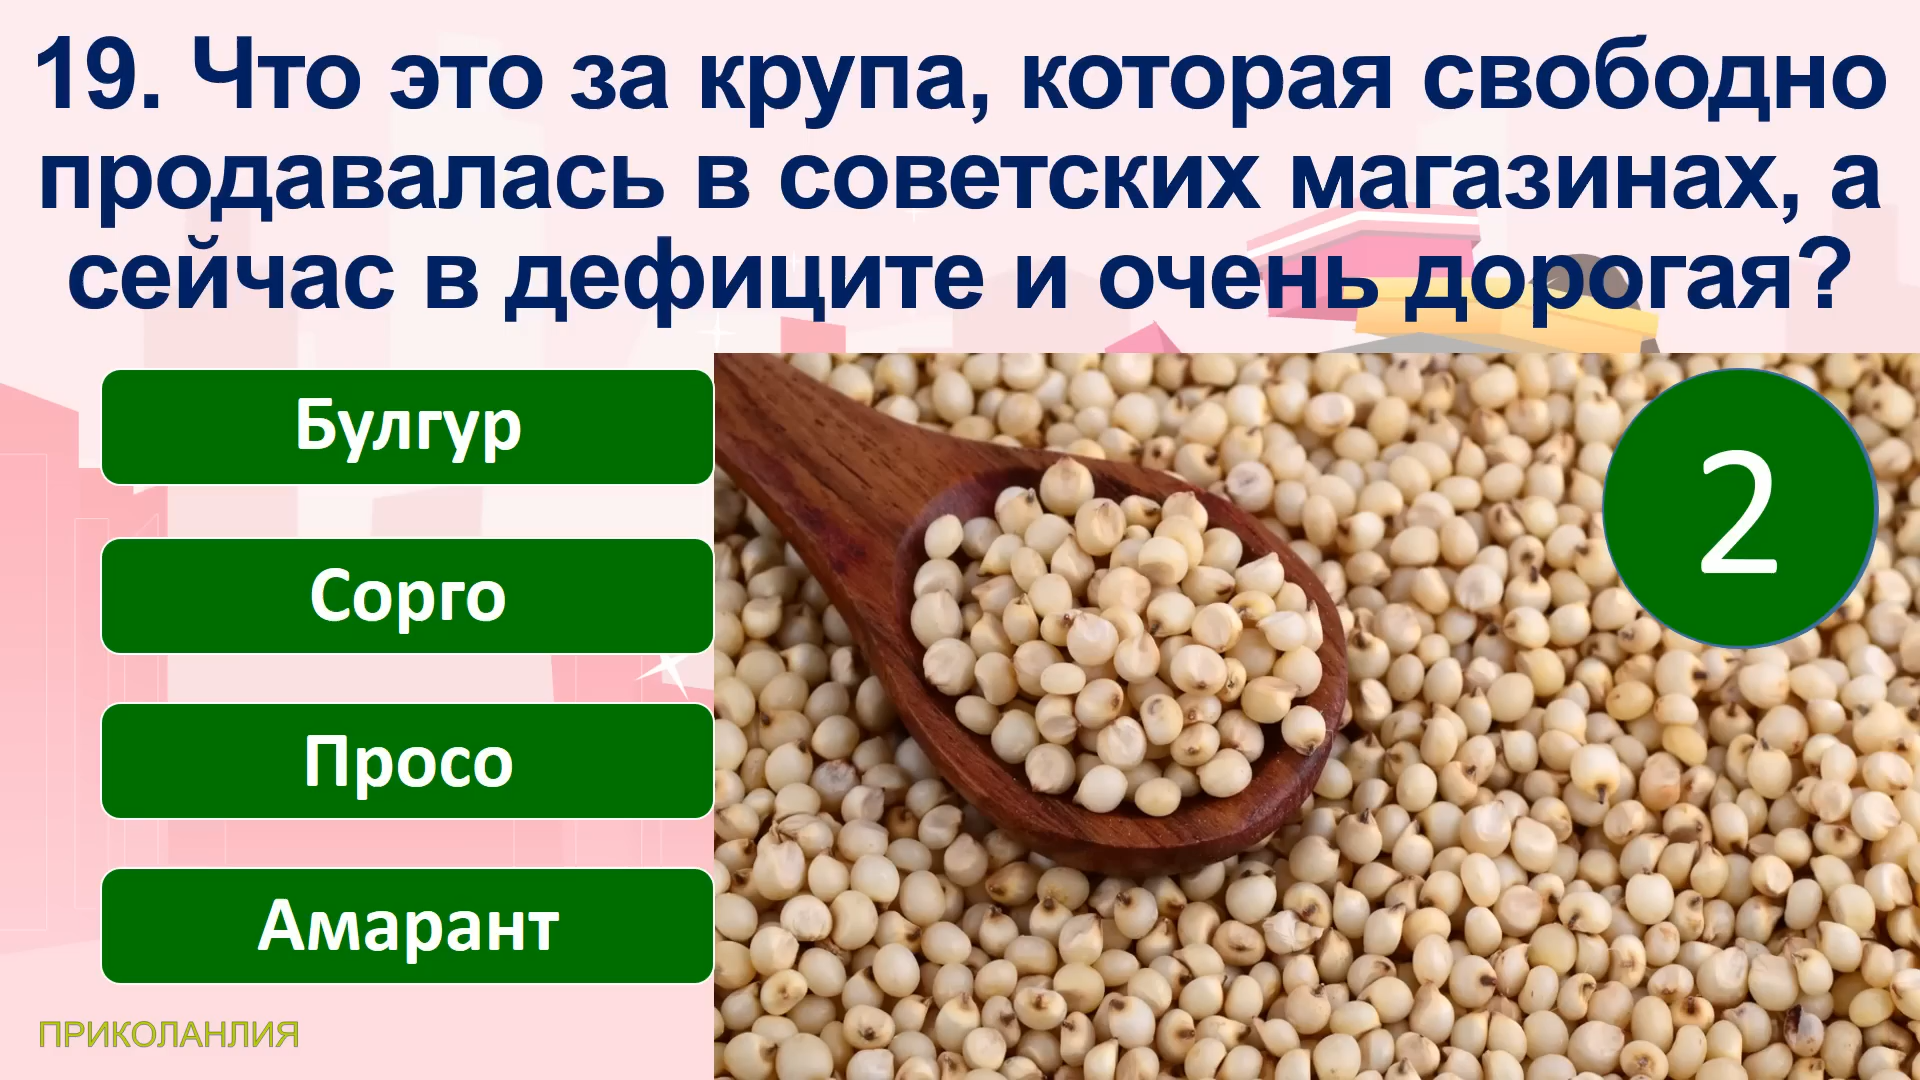 19. Что это за крупа, которая свободно
продавалась в советских магазинах, а
сейчас в дефиците и очень дорогая?
Булгур
Сорго
Просо
Амарант
2
ПРИКОЛАНЛИЯ